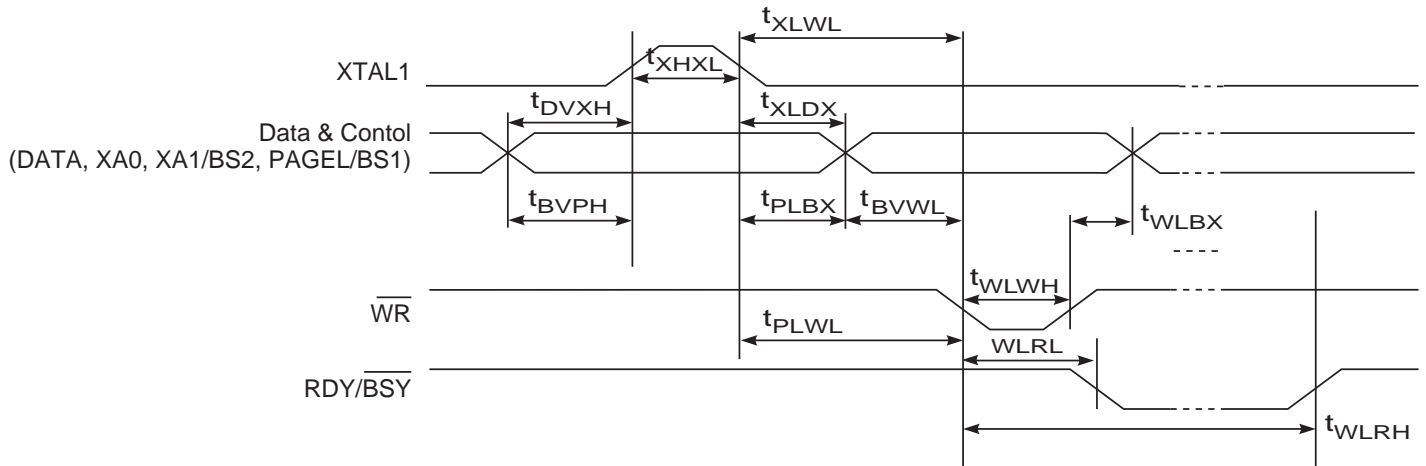 tXLWL
XTAL1
tXHXL
tDVXH
tXLDX
Data & Contol
(DATA, XA0, XA1/BS2, PAGEL/BS1)
tBVPH
tPLBX
tBVWL
tWLBX
tWLWH
WR
tPLWL
WLRL
RDY/BSY
tWLRH